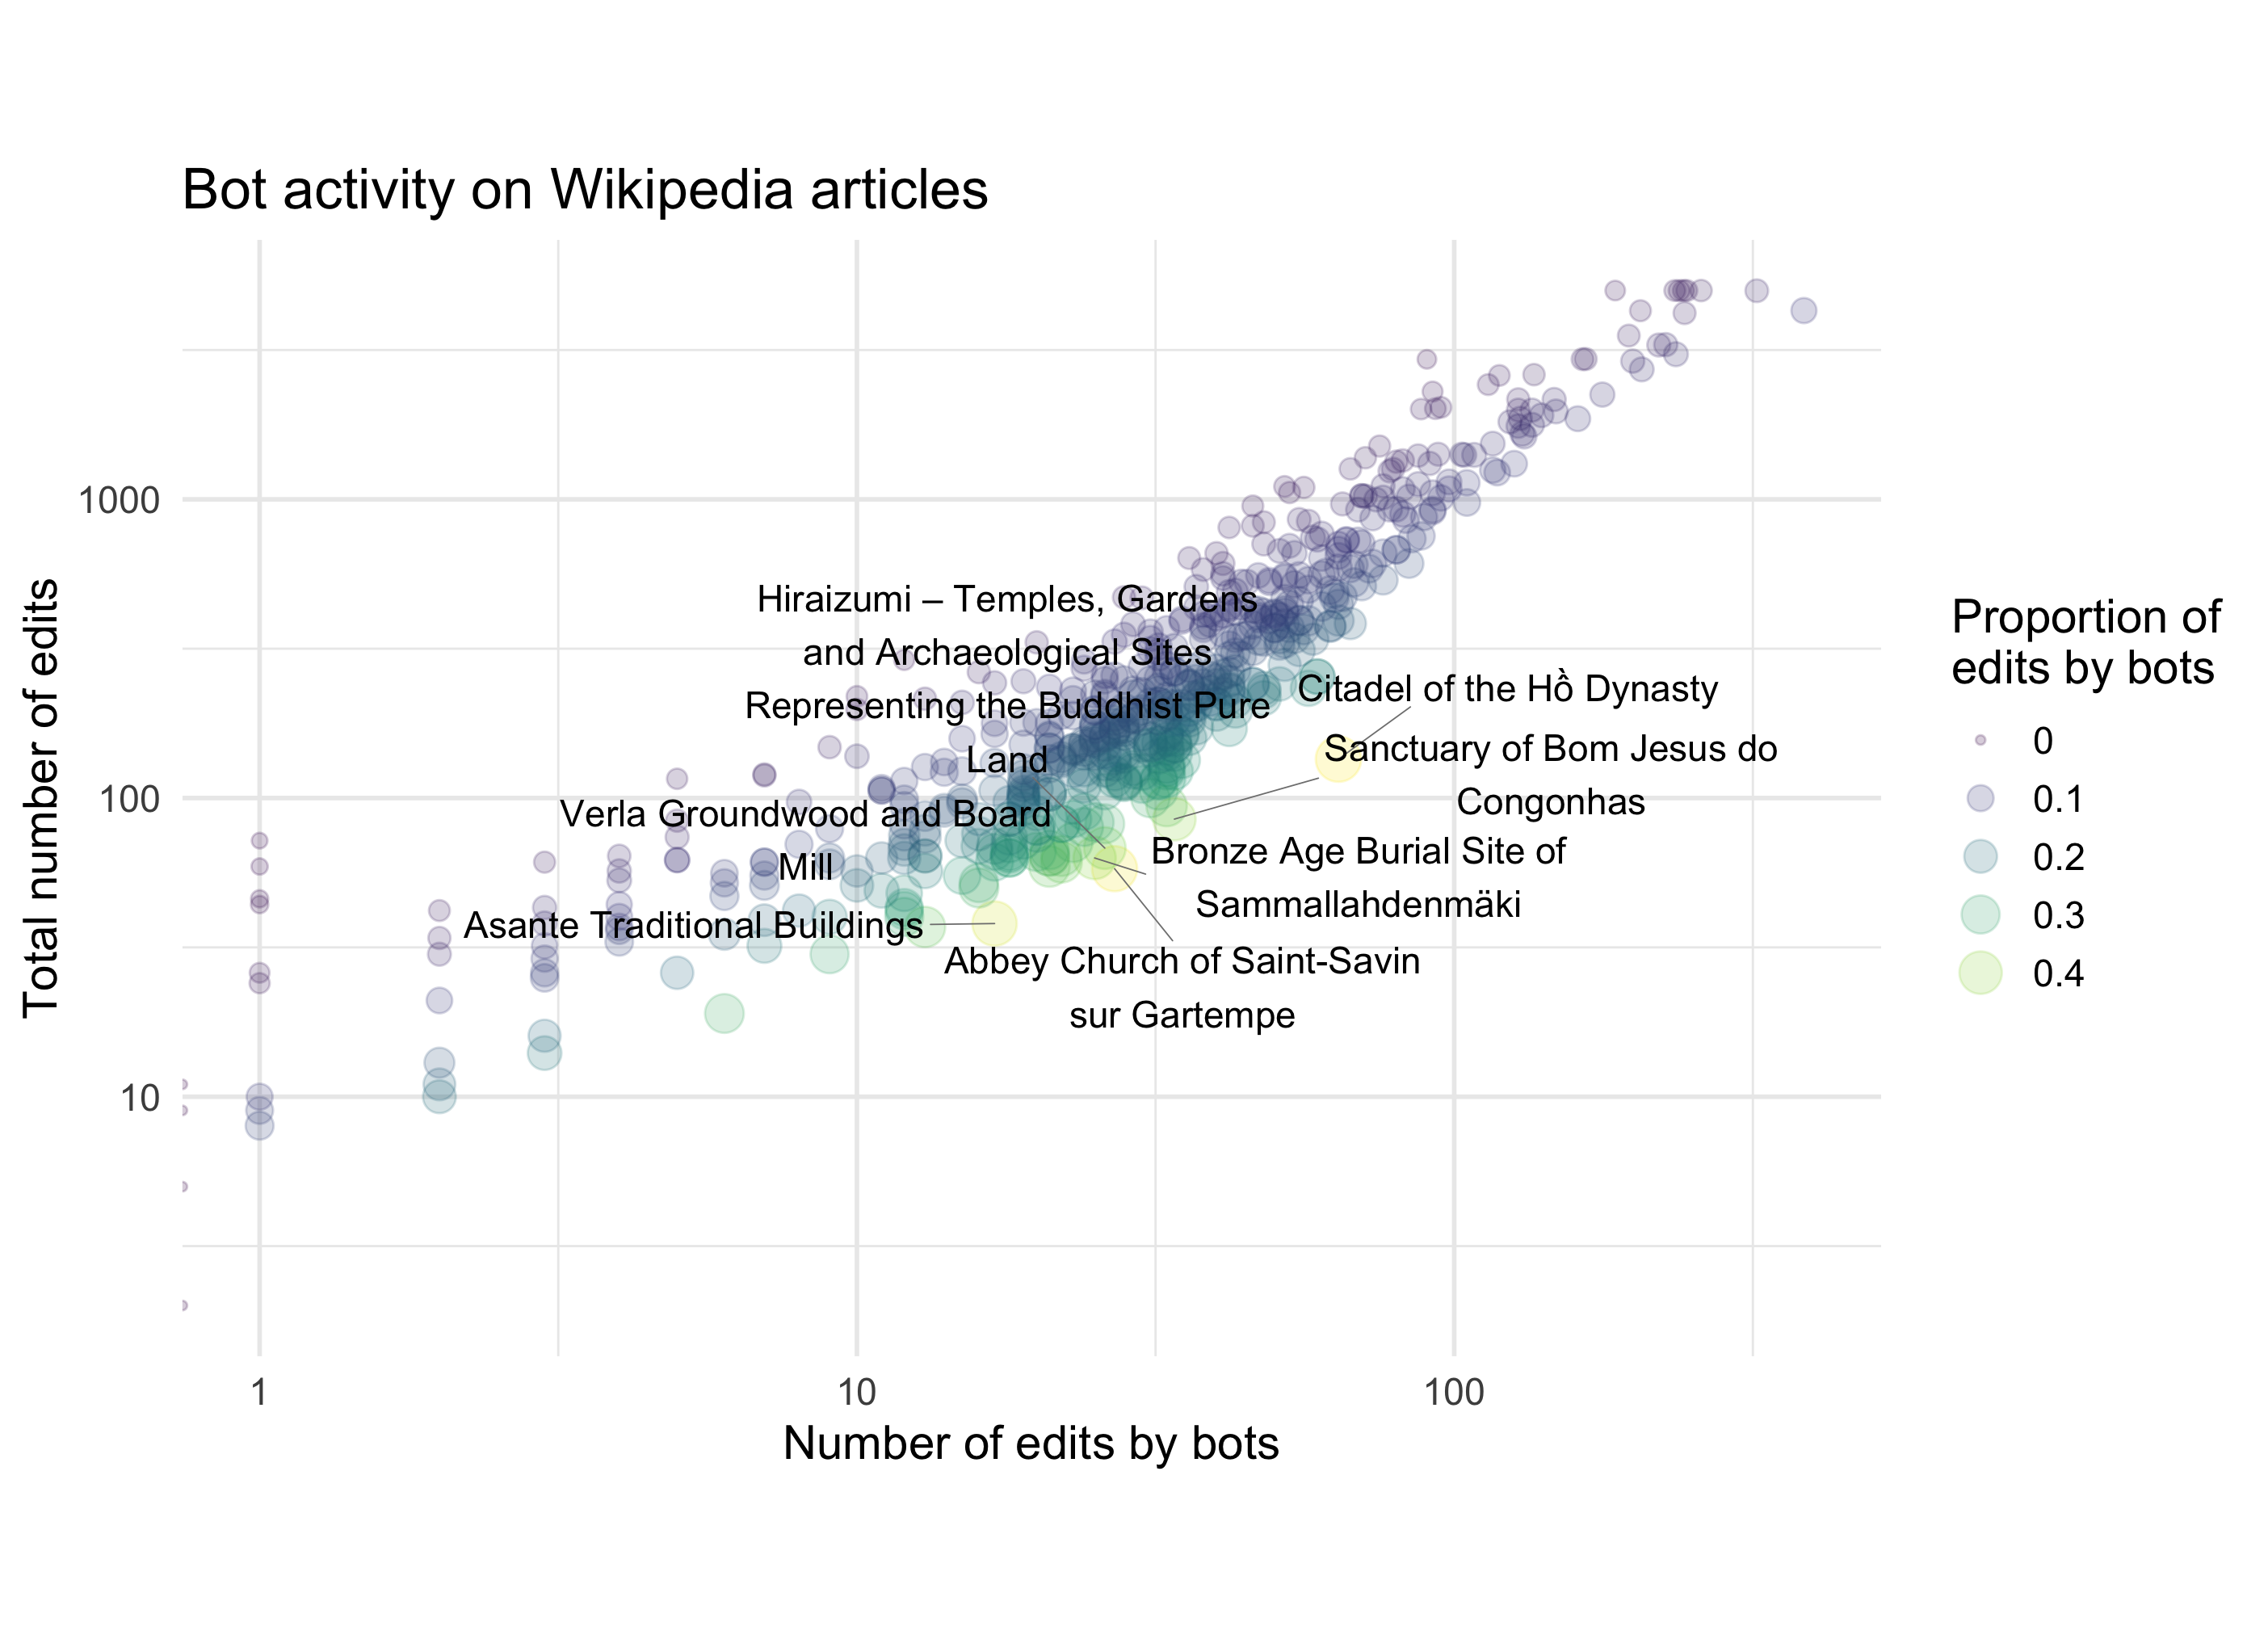 Bot activity on Wikipedia articles
Total number of edits
1000
100
10
Hiraizumi – Temples, Gardens
and Archaeological Sites
Representing the Buddhist Pure
Land
Citadel of the Hồ Dynasty
Sanctuary of Bom Jesus do
Congonhas
Verla Groundwood and Board
Mill
Bronze Age Burial Site of
Sammallahdenmäki
Asante Traditional Buildings
Abbey Church of Saint-Savin
sur Gartempe
1
10
100
Number of edits by bots
Proportion of
edits by bots
0
0.1
0.2
0.3
0.4